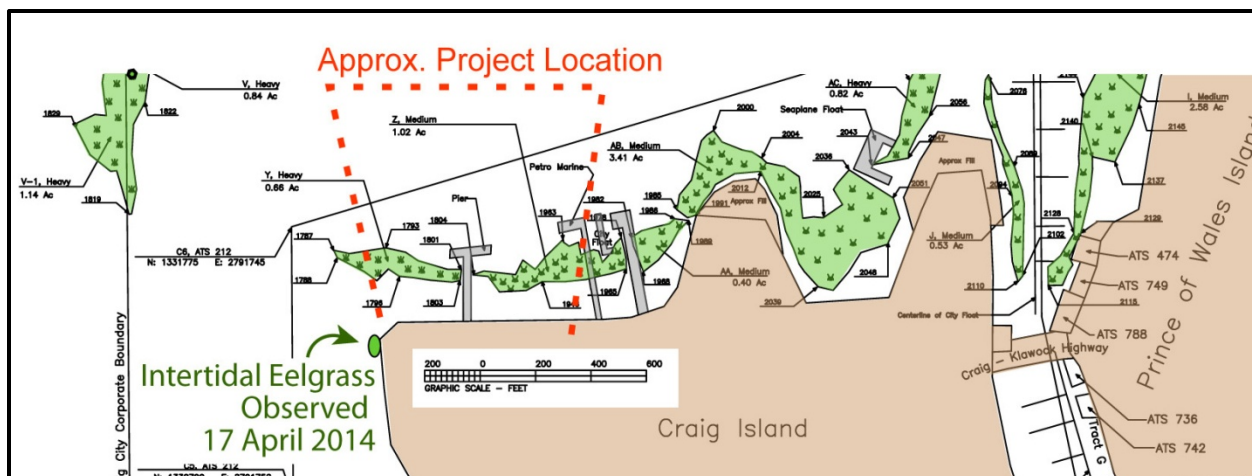 Approx. Project Location
V, Heavy
0.84 Ac
1829
1822
V-1, Heavy
1.14 Ac
1819
Z, Medium
1.02 Ac
Y, Heavy
0.66 Ac
Petro Marine
Pier
1787
1788
1793
1804
1801
1796
1803
1963
1982
City
Float
1965
1985
1986
1988
1989
1991
C6, ATS 212
N: 1331775 E: 2791745
AB, Medium
3.41 Ac
2000
2004
2012
Approx Fill
2025
2036
2039
2048
2051
AA, Medium
0.40 Ac
AC, Heavy
0.82 Ac
Seaplane Float
2043
2047
2056
Approx Fill
2075
2089
2094
2102
2110
J, Medium
0.53 Ac
I, Medium
2.58 Ac
2140
2145
2137
2128
2129
2115
ATS 474
ATS 749
ATS 788
Centerline of City Float
Craig - Klawock Highway
Prince of Wales Island
ATS 736
ATS 742
Tract G
200 0 200 400 600
GRAPHIC SCALE - FEET
Craig Island
Intertidal Eelgrass
Observed
17 April 2014
City Corporate Boundary